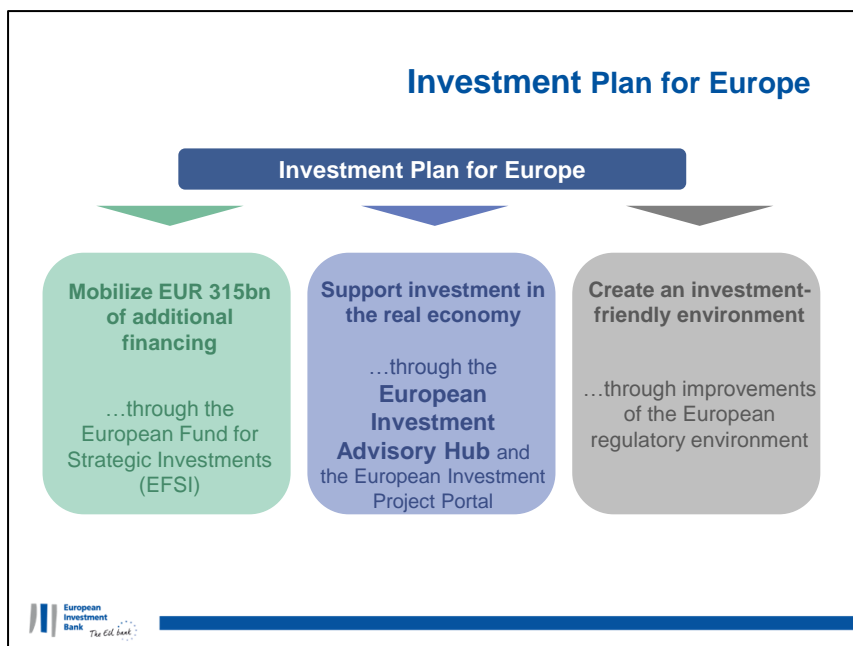 Investment Plan for Europe
Investment Plan for Europe
Mobilize EUR 315bn
of additional
financing
…through the
European Fund for
Strategic Investments
(EFSI)
Support investment in
the real economy
…through the
European
Investment
Advisory Hub and
the European Investment
Project Portal
Create an investment-
friendly environment
…through improvements
of the European
regulatory environment
European
Investment
Bank
The EU bank